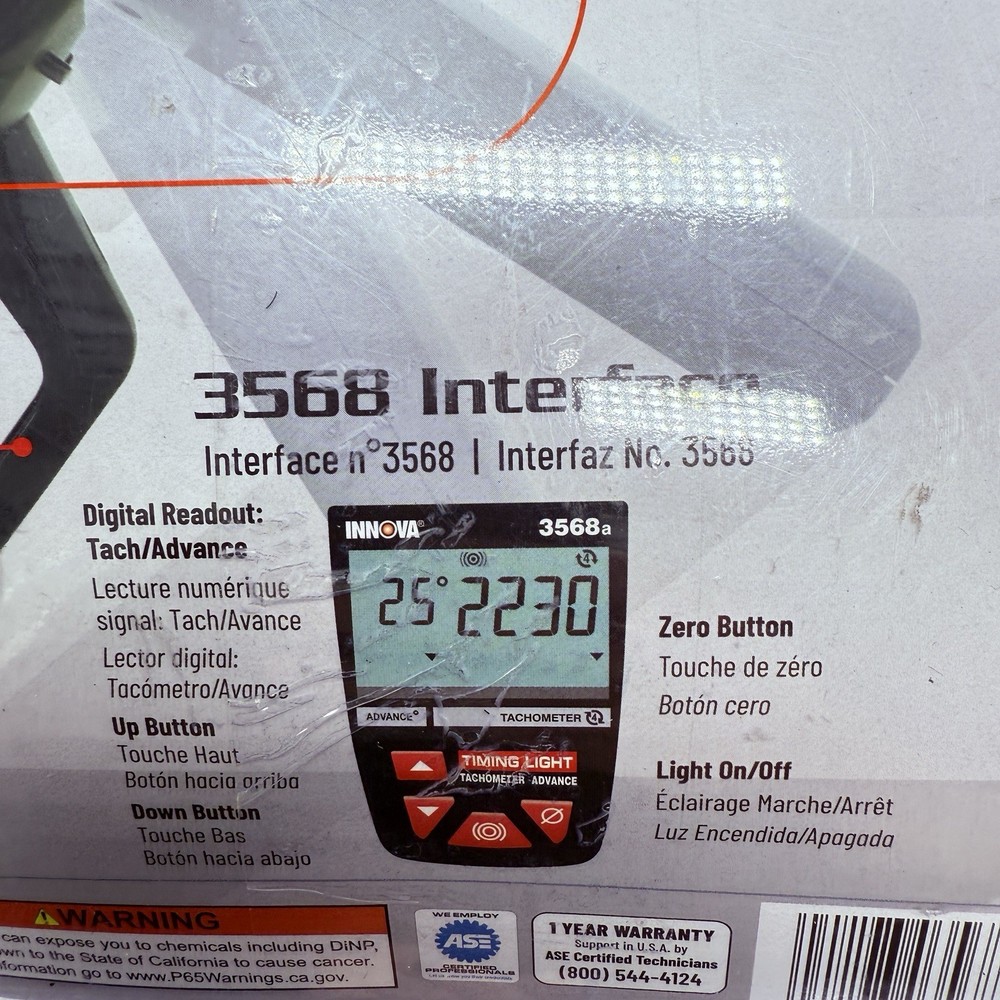 3568 Interface
Interface n°3568 | Interfaz No. 3568
Digital Readout:
Tach/Advance
Lecture numérique
signal: Tach/Avance
Lector digital:
Tacómetro/Avance
Up Button
Touche Haut
Botón hacia arriba
Down Button
Touche Bas
Botón hacia abajo
INNOVA® 3568a
4
25° 2230
ADVANCE° TACHOMETER 4
TIMING LIGHT
TACHOMETER ADVANCE
Zero Button
Touche de zéro
Botón cero
Light On/Off
Éclairage Marche/Arrêt
Luz Encendida/Apagada
WARNING
can expose you to chemicals including DiNP,
wn to the State of California to cause cancer.
formation go to www.P65Warnings.ca.gov.
WE EMPLOY
ASE
CERTIFIED
PROFESSIONALS
1 YEAR WARRANTY
Support in U.S.A. by
ASE Certified Technicians
(800) 544-4124